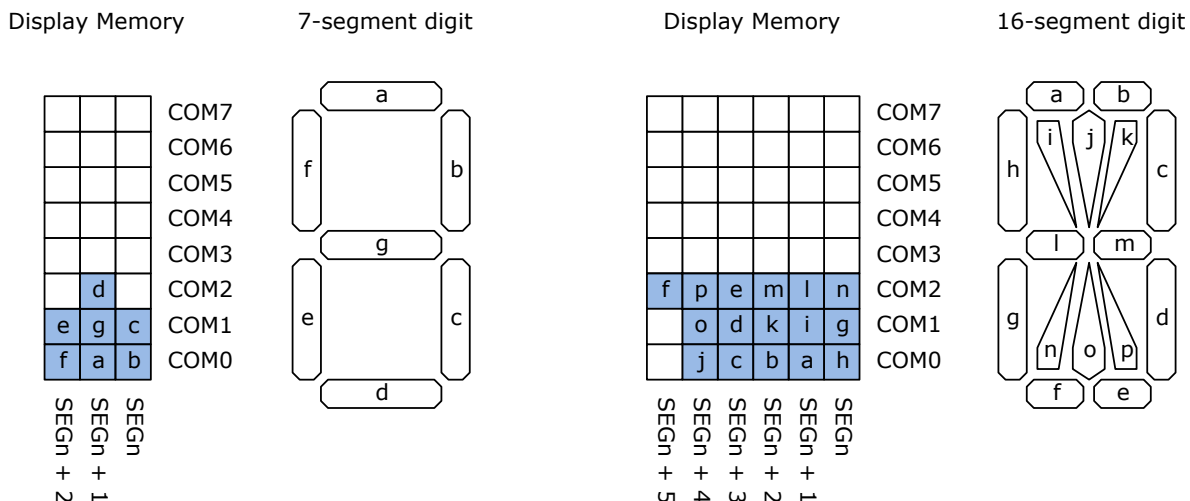 Display Memory 7-segment digit Display Memory 16-segment digit
a a b
COM7 COM7
i j k
COM6 COM6
f b h c
COM5 COM5
COM4 COM4
g l m
COM3 COM3
d COM2 f p e m l n COM2
e g c COM1 e c o d k i g COM1 g d
f a b COM0 j c b a h COM0 n o p
d f e
SEGn + 2 SEGn + 1 SEGn SEGn + 5 SEGn + 4 SEGn + 3 SEGn + 2 SEGn + 1 SEGn